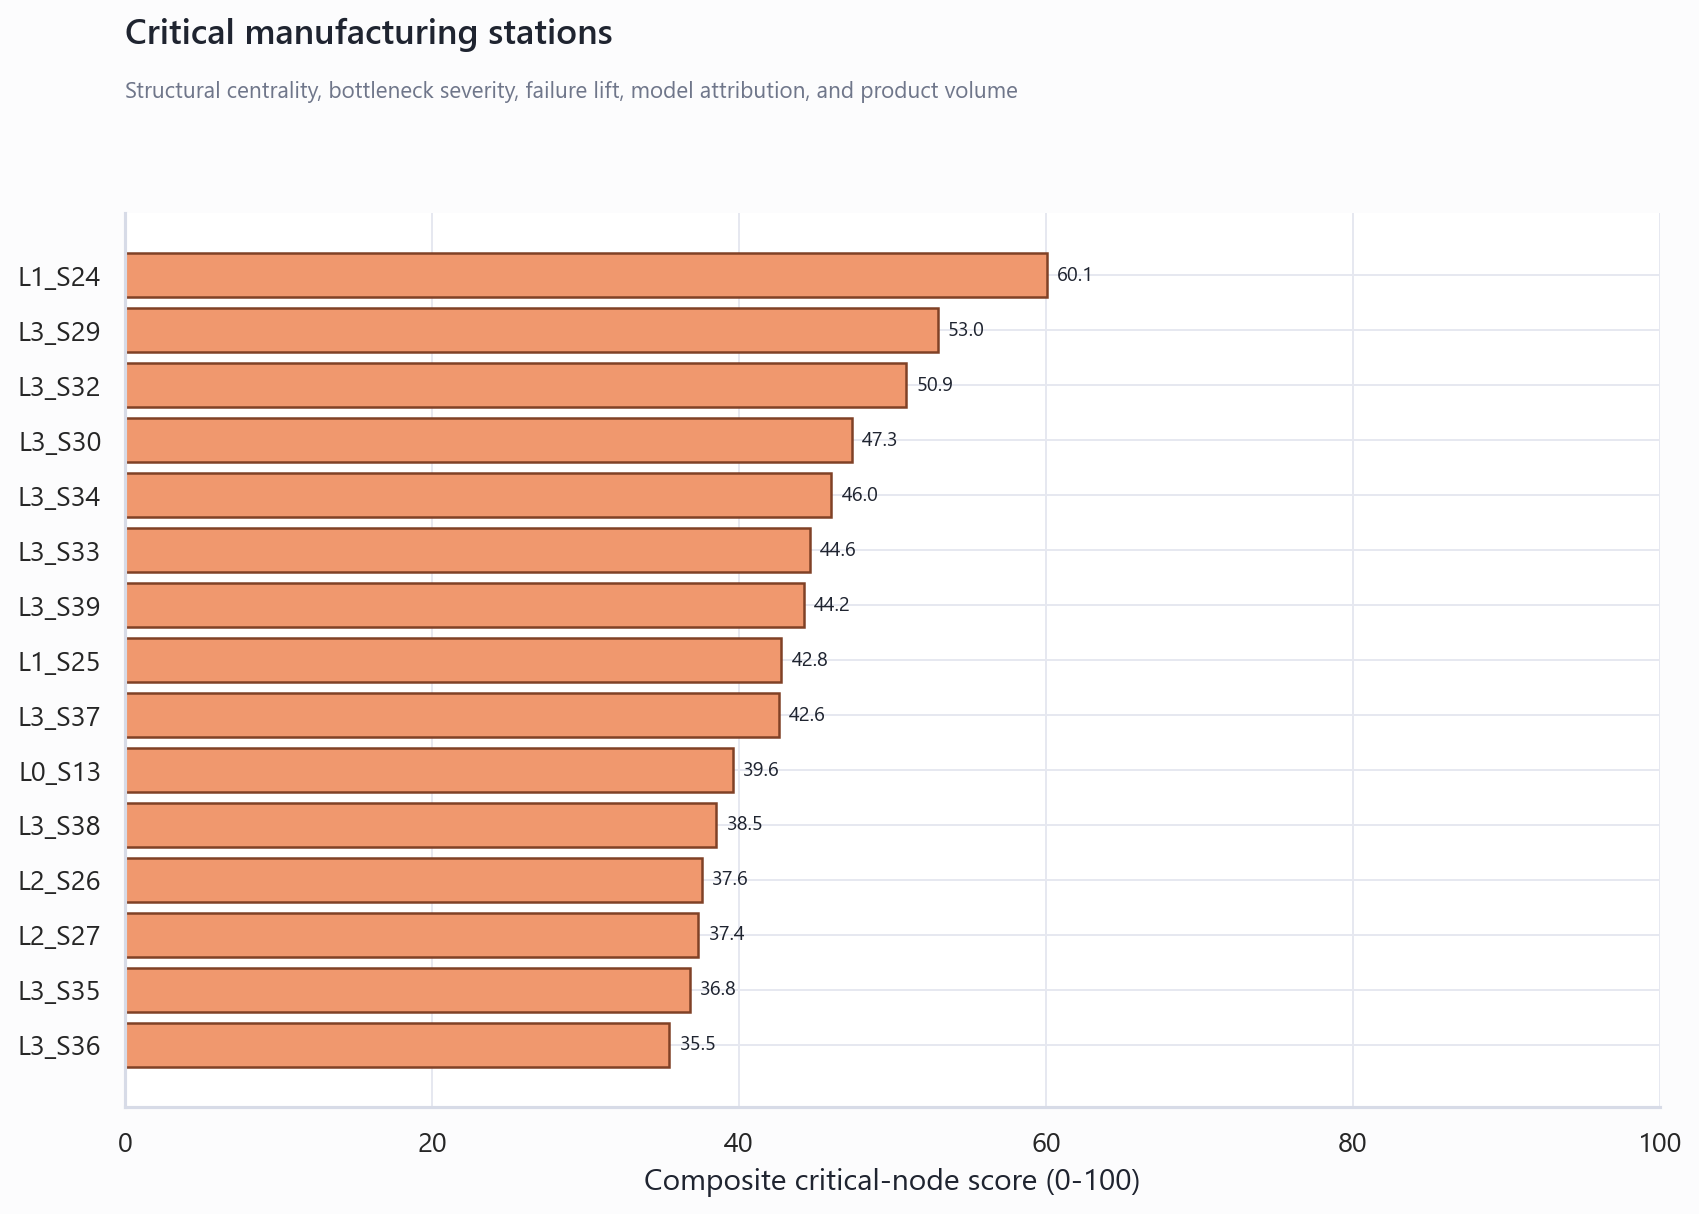 Critical manufacturing stations
Structural centrality, bottleneck severity, failure lift, model attribution, and product volume
L1_S24 60.1
L3_S29 53.0
L3_S32 50.9
L3_S30 47.3
L3_S34 46.0
L3_S33 44.6
L3_S39 44.2
L1_S25 42.8
L3_S37 42.6
L0_S13 39.6
L3_S38 38.5
L2_S26 37.6
L2_S27 37.4
L3_S35 36.8
L3_S36 35.5
0 20 40 60 80 100
Composite critical-node score (0-100)